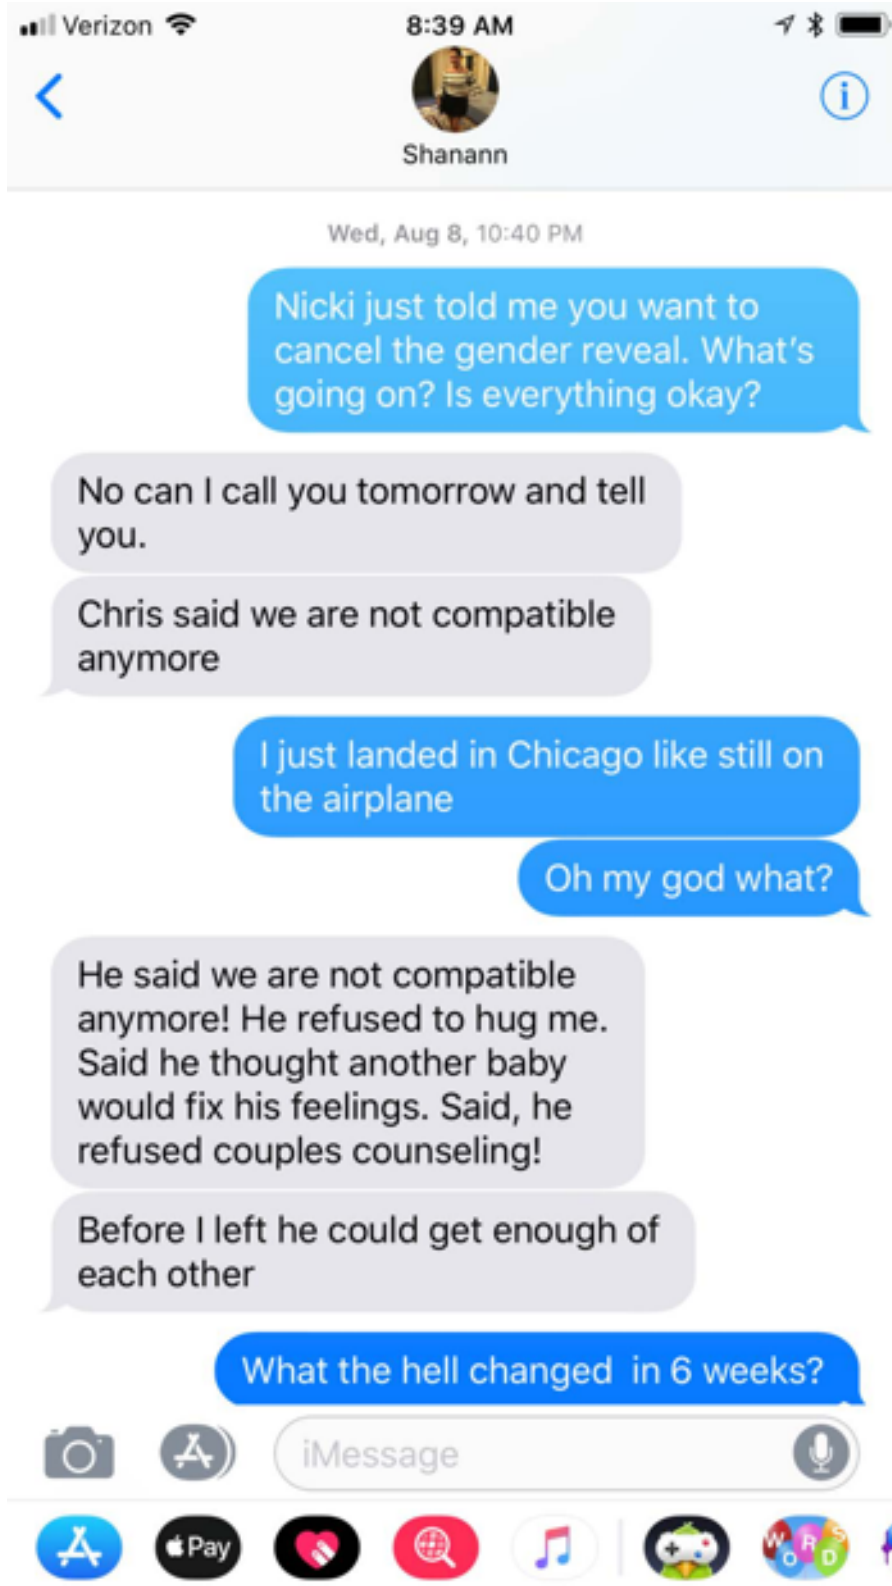 Verizon 8:39 AM
Shanann
Wed, Aug 8, 10:40 PM
Nicki just told me you want to
cancel the gender reveal. What's
going on? Is everything okay?
No can I call you tomorrow and tell
you.
Chris said we are not compatible
anymore
I just landed in Chicago like still on
the airplane
Oh my god what?
He said we are not compatible
anymore! He refused to hug me.
Said he thought another baby
would fix his feelings. Said, he
refused couples counseling!
Before I left he could get enough of
each other
What the hell changed in 6 weeks?
iMessage
Pay
WORDS